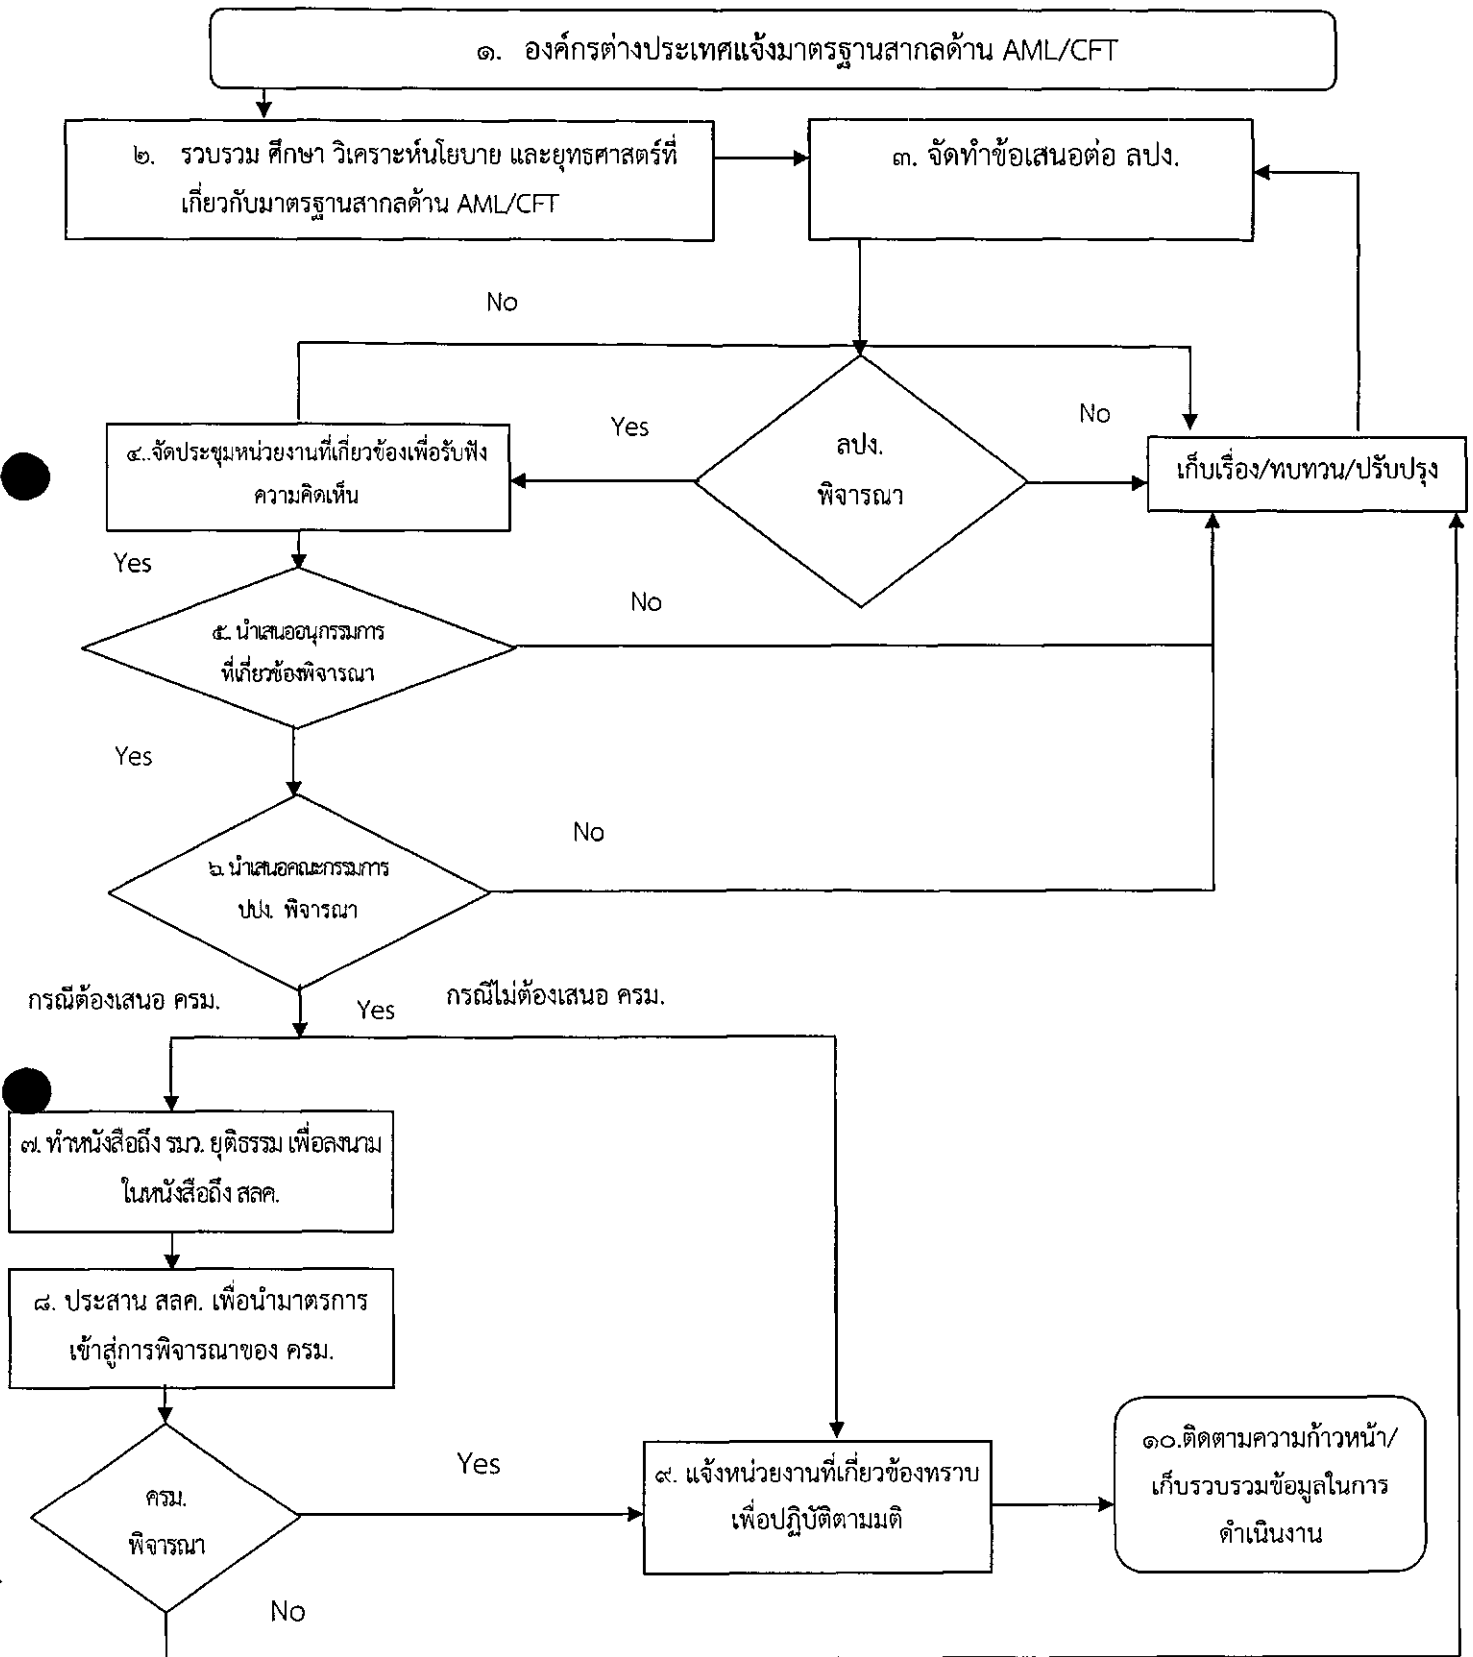 ๑. องค์กรต่างประเทศแจ้งมาตรฐานสากลด้าน AML/CFT
๒. รวบรวม ศึกษา วิเคราะห์นโยบาย และยุทธศาสตร์ที่
เกี่ยวกับมาตรฐานสากลด้าน AML/CFT
๓. จัดทำข้อเสนอต่อ ลปง.
No
Yes
ลปง.
พิจารณา
No
เก็บเรื่อง/ทบทวน/ปรับปรุง
๔..จัดประชุมหน่วยงานที่เกี่ยวข้องเพื่อรับฟัง
ความคิดเห็น
Yes
No
๕. นำเสนออนุกรรมการ
ที่เกี่ยวข้องพิจารณา
Yes
No
๖. นำเสนอคณะกรรมการ
ปปง. พิจารณา
กรณีต้องเสนอ ครม.
Yes
กรณีไม่ต้องเสนอ ครม.
๗. ทำหนังสือถึง รมว. ยุติธรรม เพื่อลงนาม
ในหนังสือถึง สลค.
๘. ประสาน สลค. เพื่อนำมาตรการ
เข้าสู่การพิจารณาของ ครม.
ครม.
พิจารณา
Yes
No
๙. แจ้งหน่วยงานที่เกี่ยวข้องทราบ
เพื่อปฏิบัติตามมติ
๑๐.ติดตามความก้าวหน้า/
เก็บรวบรวมข้อมูลในการ
ดำเนินงาน